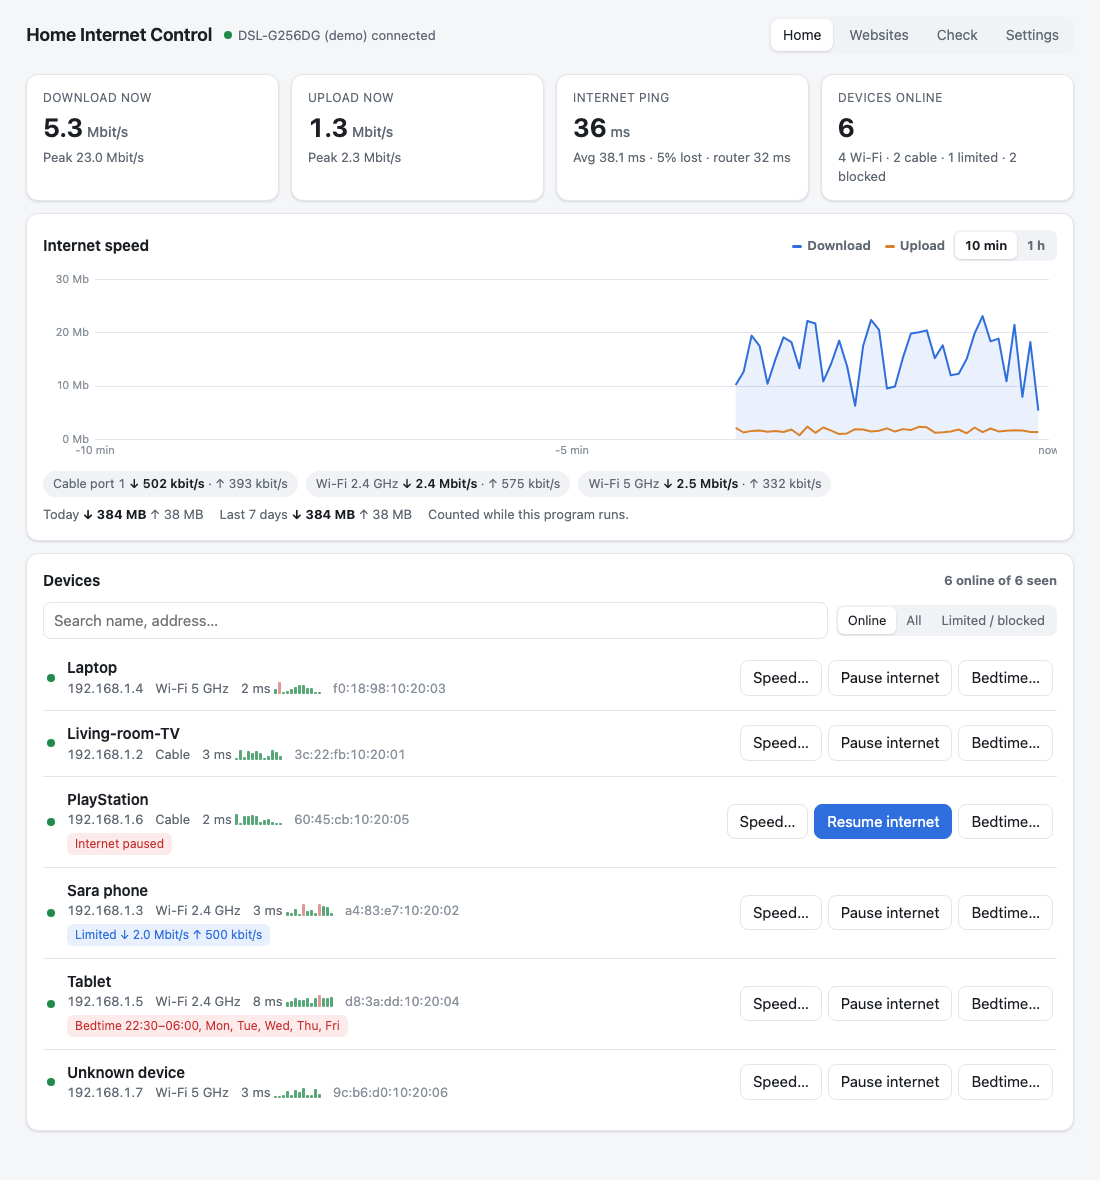 Home Internet Control
DSL-G256DG (demo) connected
Home Websites Check Settings
DOWNLOAD NOW
5.3 Mbit/s
Peak 23.0 Mbit/s
UPLOAD NOW
1.3 Mbit/s
Peak 2.3 Mbit/s
INTERNET PING
36 ms
Avg 38.1 ms · 5% lost · router 32 ms
DEVICES ONLINE
6
4 Wi-Fi · 2 cable · 1 limited · 2
blocked
Internet speed
Download Upload 10 min 1 h
30 Mb
20 Mb
10 Mb
0 Mb
-10 min -5 min now
Cable port 1 ↓ 502 kbit/s · ↑ 393 kbit/s
Wi-Fi 2.4 GHz ↓ 2.4 Mbit/s · ↑ 575 kbit/s
Wi-Fi 5 GHz ↓ 2.5 Mbit/s · ↑ 332 kbit/s
Today ↓ 384 MB ↑ 38 MB Last 7 days ↓ 384 MB ↑ 38 MB Counted while this program runs.
Devices
6 online of 6 seen
Search name, address...
Online All Limited / blocked
Laptop
192.168.1.4 Wi-Fi 5 GHz 2 ms f0:18:98:10:20:03
Speed... Pause internet Bedtime...
Living-room-TV
192.168.1.2 Cable 3 ms 3c:22:fb:10:20:01
Speed... Pause internet Bedtime...
PlayStation
192.168.1.6 Cable 2 ms 60:45:cb:10:20:05
Internet paused
Speed... Resume internet Bedtime...
Sara phone
192.168.1.3 Wi-Fi 2.4 GHz 3 ms a4:83:e7:10:20:02
Limited ↓ 2.0 Mbit/s ↑ 500 kbit/s
Speed... Pause internet Bedtime...
Tablet
192.168.1.5 Wi-Fi 2.4 GHz 8 ms d8:3a:dd:10:20:04
Bedtime 22:30–06:00, Mon, Tue, Wed, Thu, Fri
Speed... Pause internet Bedtime...
Unknown device
192.168.1.7 Wi-Fi 5 GHz 3 ms 9c:b6:d0:10:20:06
Speed... Pause internet Bedtime...